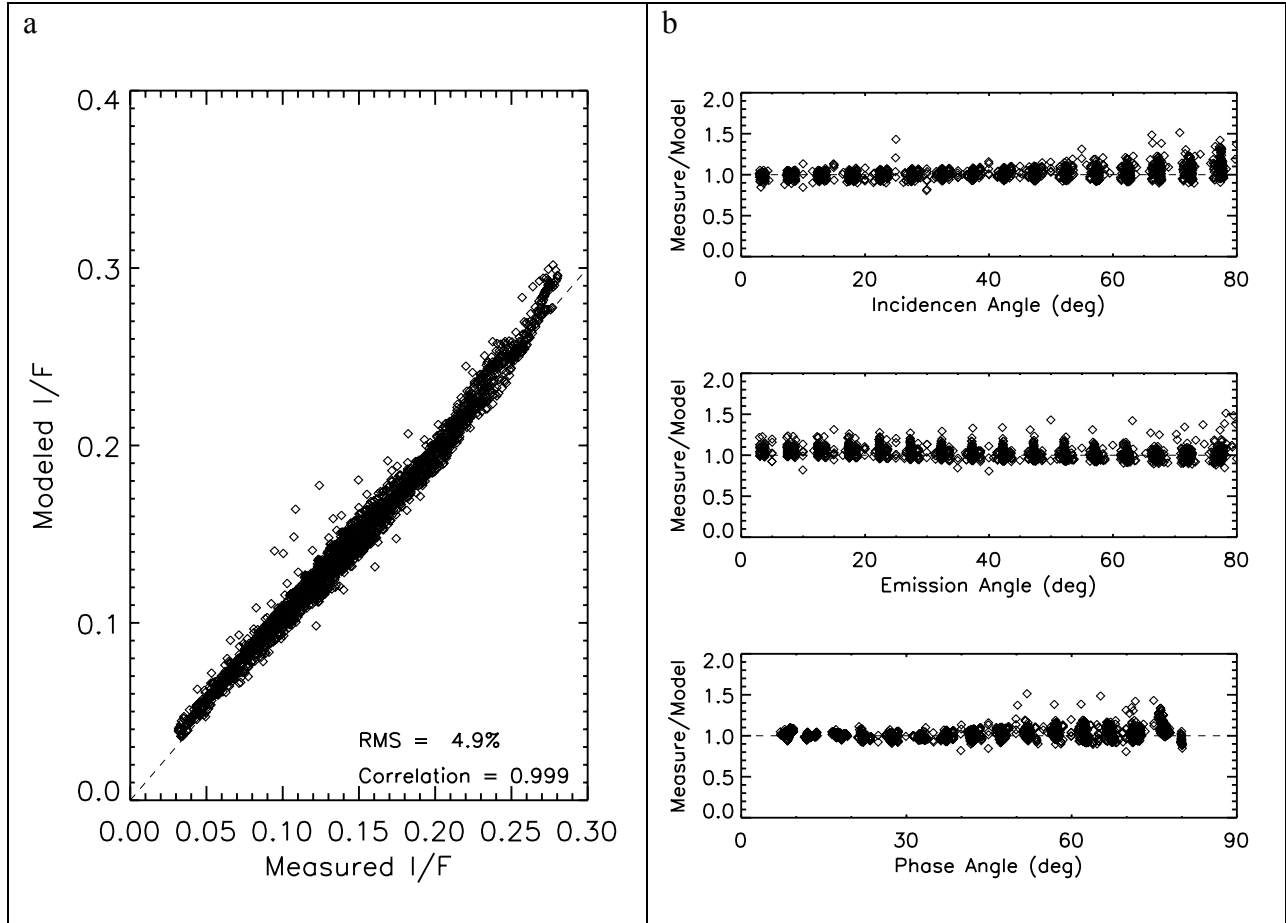 a
0.4
0.3
0.2
0.1
0.0
Modeled I/F
RMS = 4.9%
Correlation = 0.999
0.00 0.05 0.10 0.15 0.20 0.25 0.30
Measured I/F
b
2.0
1.5
1.0
0.5
0.0
Measure/Model
0 20 40 60 80
Incidencen Angle (deg)
2.0
1.5
1.0
0.5
0.0
Measure/Model
0 20 40 60 80
Emission Angle (deg)
2.0
1.5
1.0
0.5
0.0
Measure/Model
0 30 60 90
Phase Angle (deg)